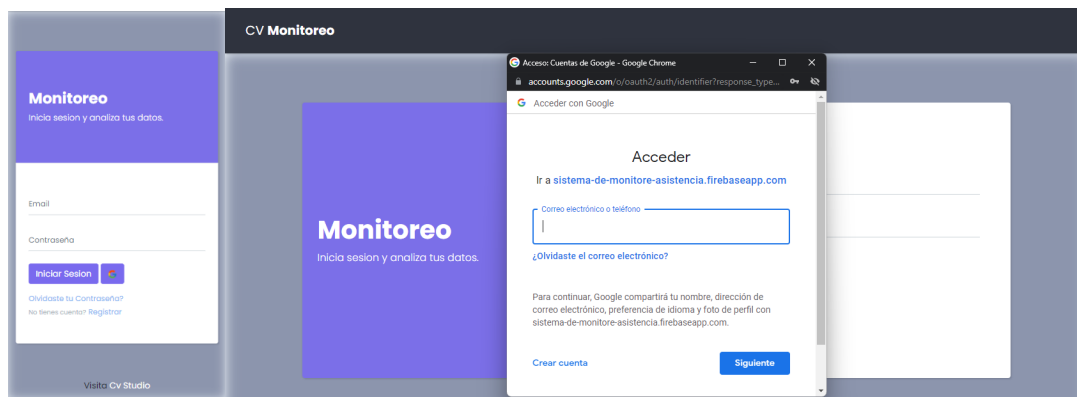 Monitoreo
Inicia sesion y analiza tus datos.
Email
Contraseña
Iniciar Sesion
Olvidaste tu Contraseña?
No tienes cuenta? Registrar
Visita Cv Studio
CV Monitoreo
Monitoreo
Inicia sesion y analiza tus datos.
Acceso: Cuentas de Google - Google Chrome
accounts.google.com/o/oauth2/auth/identifier?response_type...
Acceder con Google
Acceder
Ir a sistema-de-monitore-asistencia.firebaseapp.com
Correo electrónico o teléfono
¿Olvidaste el correo electrónico?
Para continuar, Google compartirá tu nombre, dirección de
correo electrónico, preferencia de idioma y foto de perfil con
sistema-de-monitore-asistencia.firebaseapp.com.
Crear cuenta
Siguiente